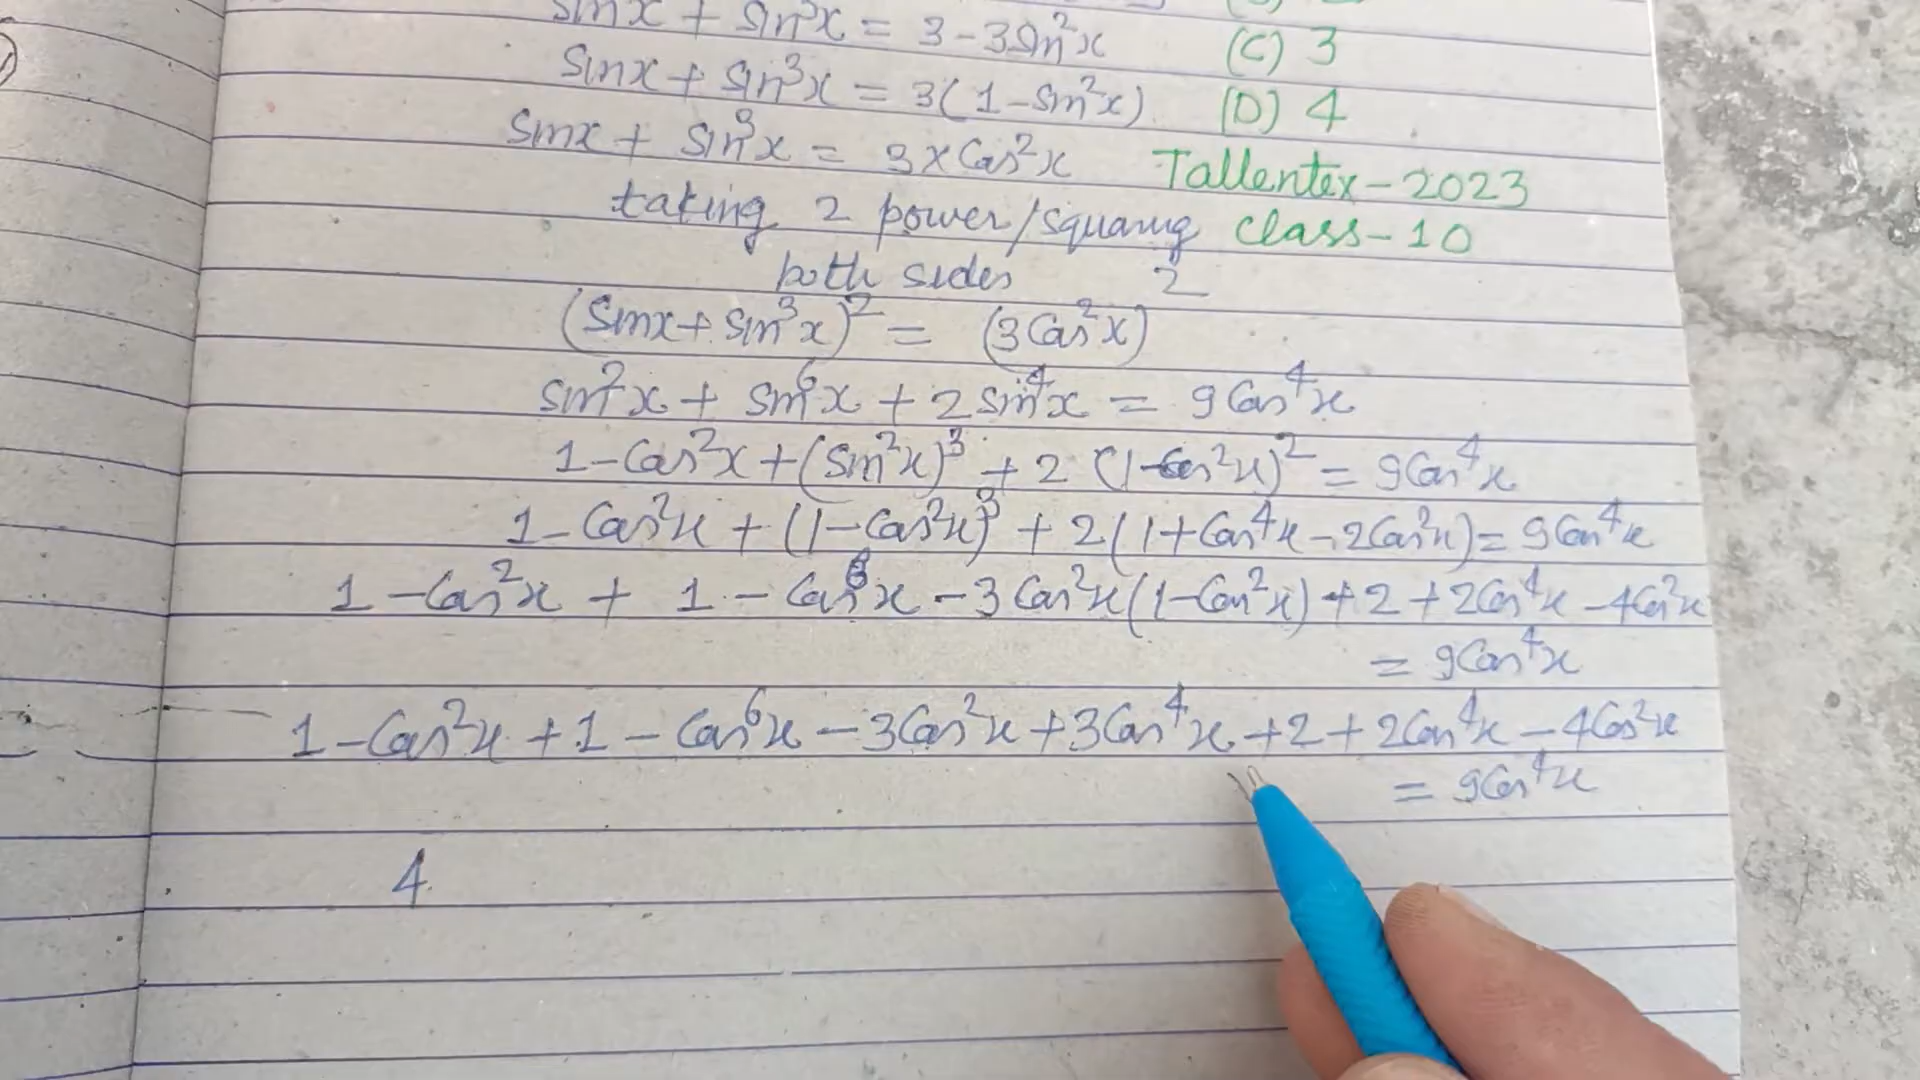 sinx + sin³x = 3 - 3sin²x
(C) 3
sinx + sin³x = 3(1 - sin²x)
(D) 4
sinx + sin³x = 3 x Cos²x
Tallentex - 2023
taking 2 power/squaring
class - 10
both sides
(sinx + sin³x)² = (3Cos²x)²
sin²x + sin⁶x + 2sin⁴x = 9Cos⁴x
1 - Cos²x + (sin²x)³ + 2(1-Cos²x)² = 9Cos⁴x
1 - Cos²x + (1 - Cos²x)³ + 2(1 + Cos⁴x - 2Cos²x) = 9Cos⁴x
1 - Cos²x + 1 - Cos⁶x - 3Cos²x(1-Cos²x) + 2 + 2Cos⁴x - 4Cos²x
= 9Cos⁴x
1 - Cos²x + 1 - Cos⁶x - 3Cos²x + 3Cos⁴x + 2 + 2Cos⁴x - 4Cos²x
= 9Cos⁴x
4